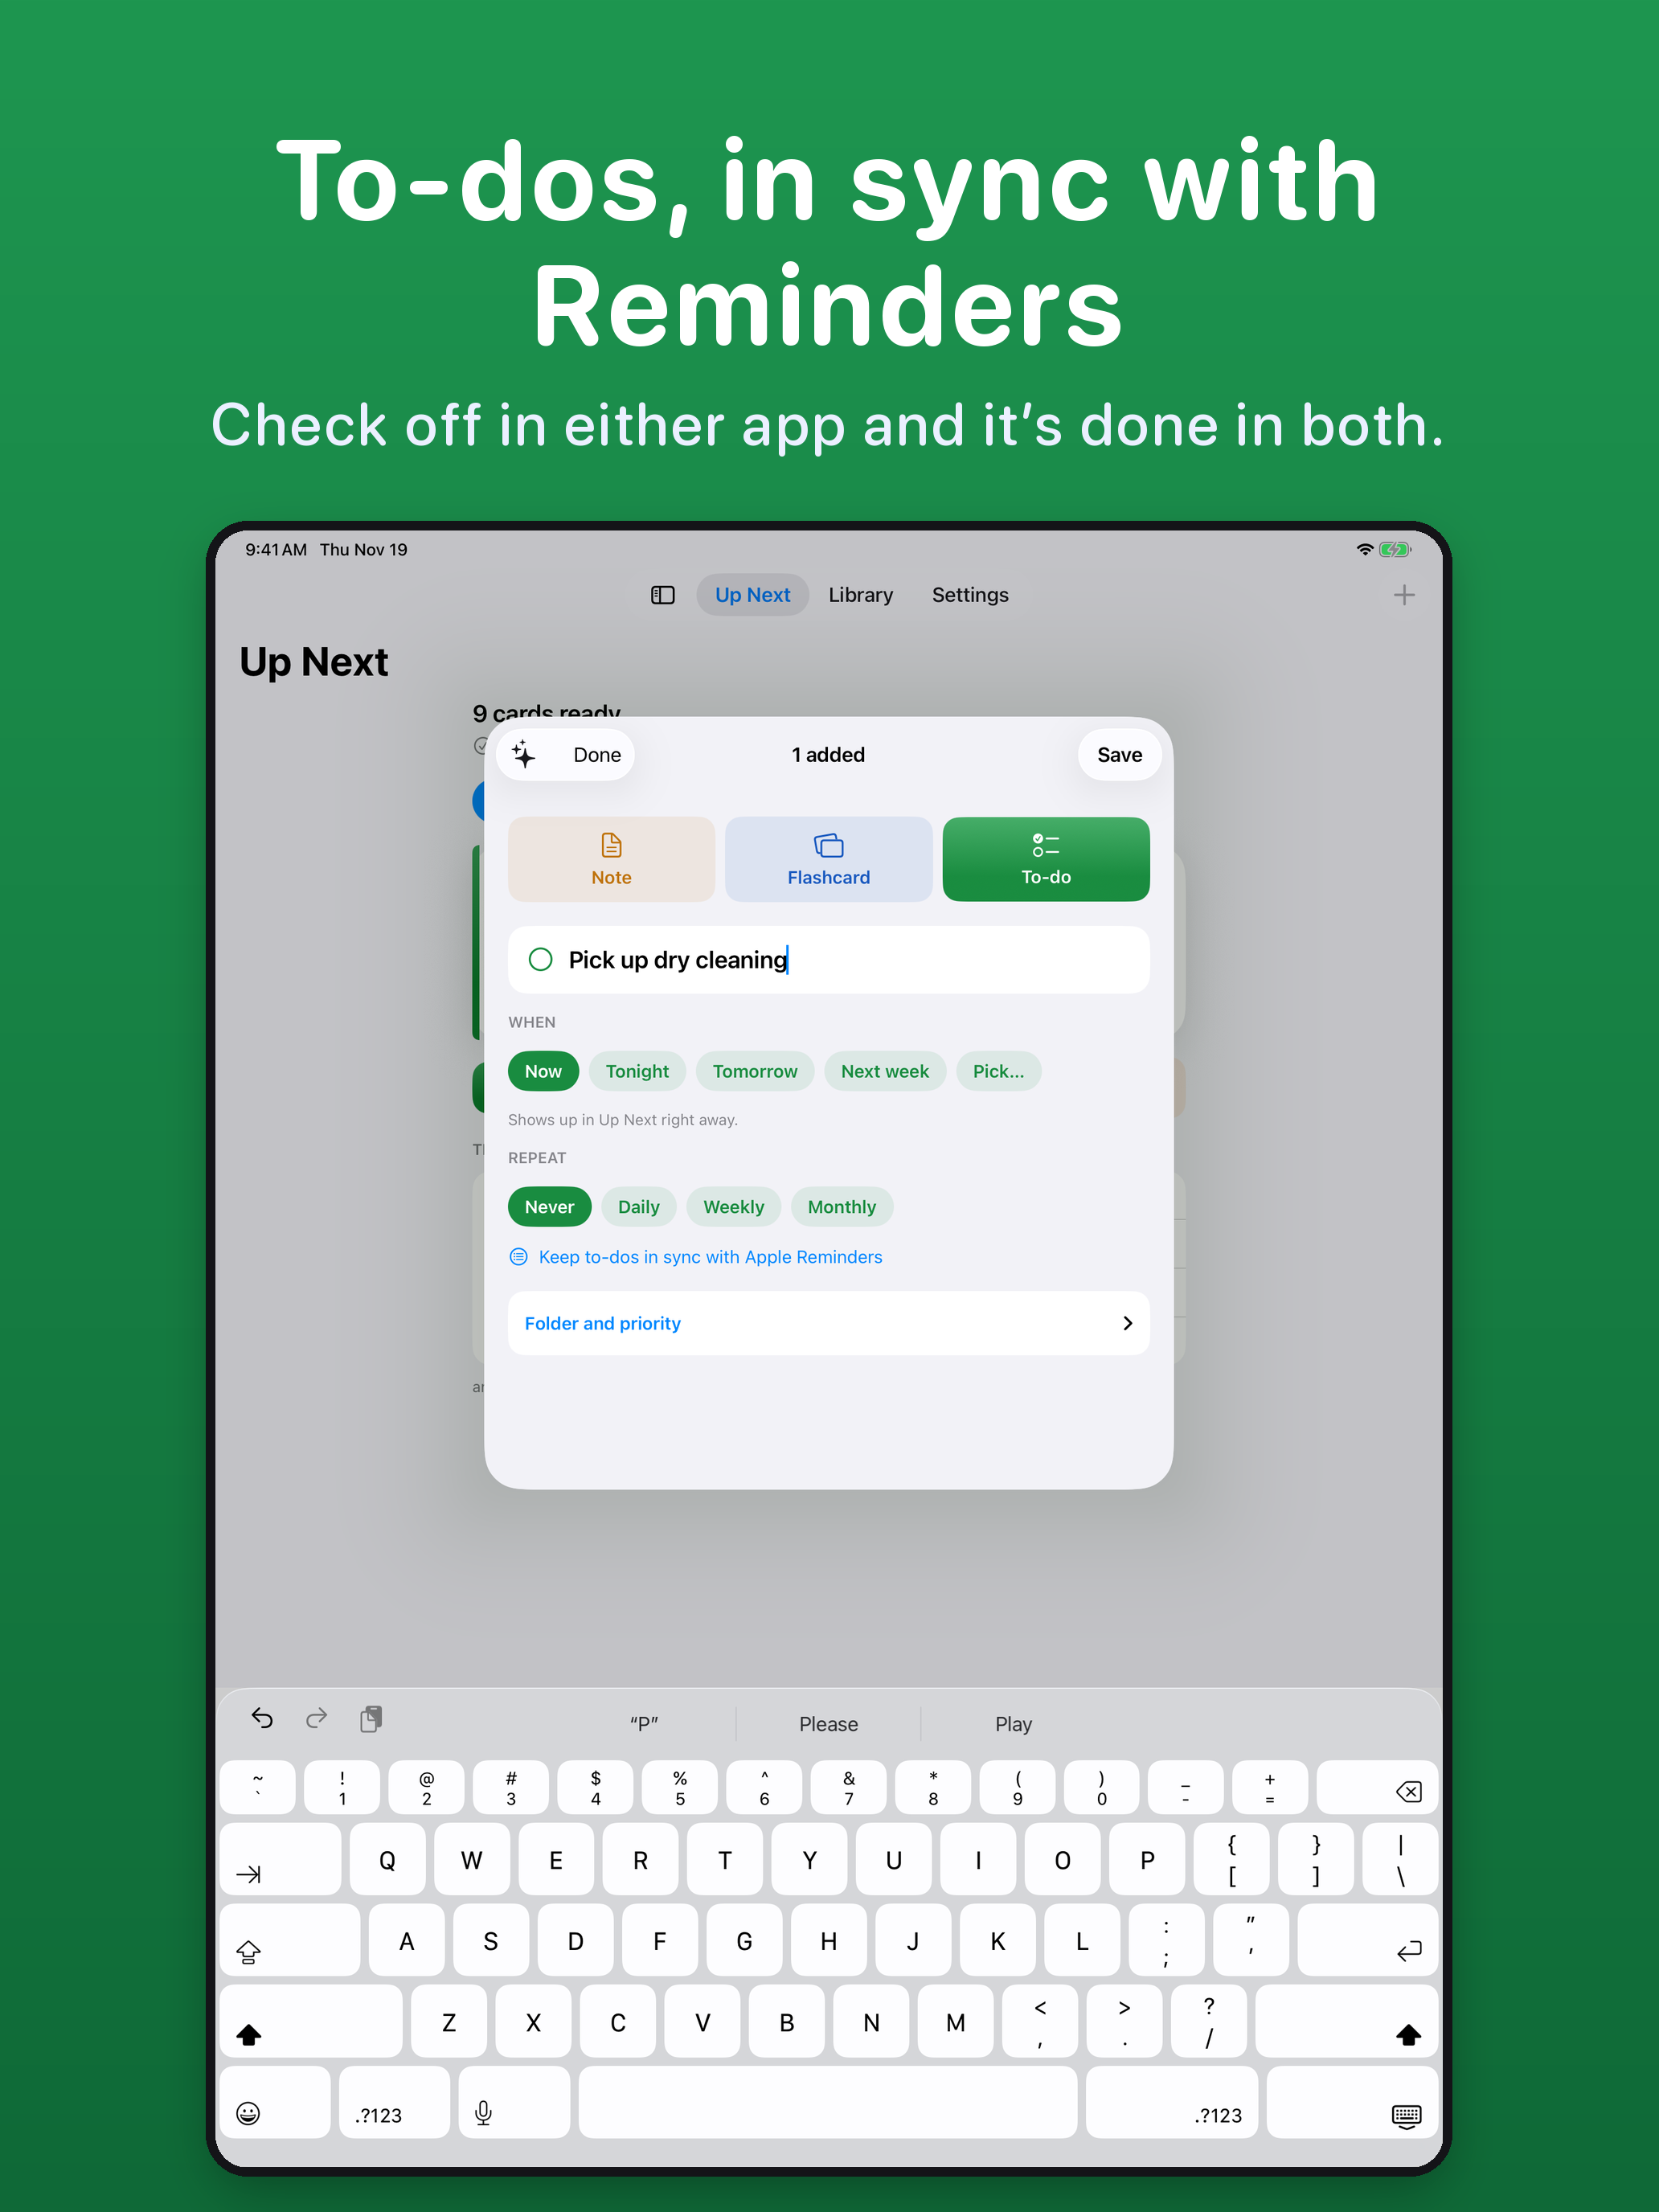 To-dos, in sync with
Reminders
Check off in either app and it's done in both.
9:41 AM Thu Nov 19
Up Next Library Settings
Up Next
9 cards ready
Done 1 added Save
Note Flashcard To-do
Pick up dry cleaning
WHEN
Now Tonight Tomorrow Next week Pick...
Shows up in Up Next right away.
REPEAT
Never Daily Weekly Monthly
Keep to-dos in sync with Apple Reminders
Folder and priority
“P” Please Play
~ ! @ # $ % ^ & * ( ) _ +
` 1 2 3 4 5 6 7 8 9 0 - =
Q W E R T Y U I O P { } |
[ ] \
A S D F G H J K L : "
; '
Z X C V B N M < > ?
, . /
.?123 .?123